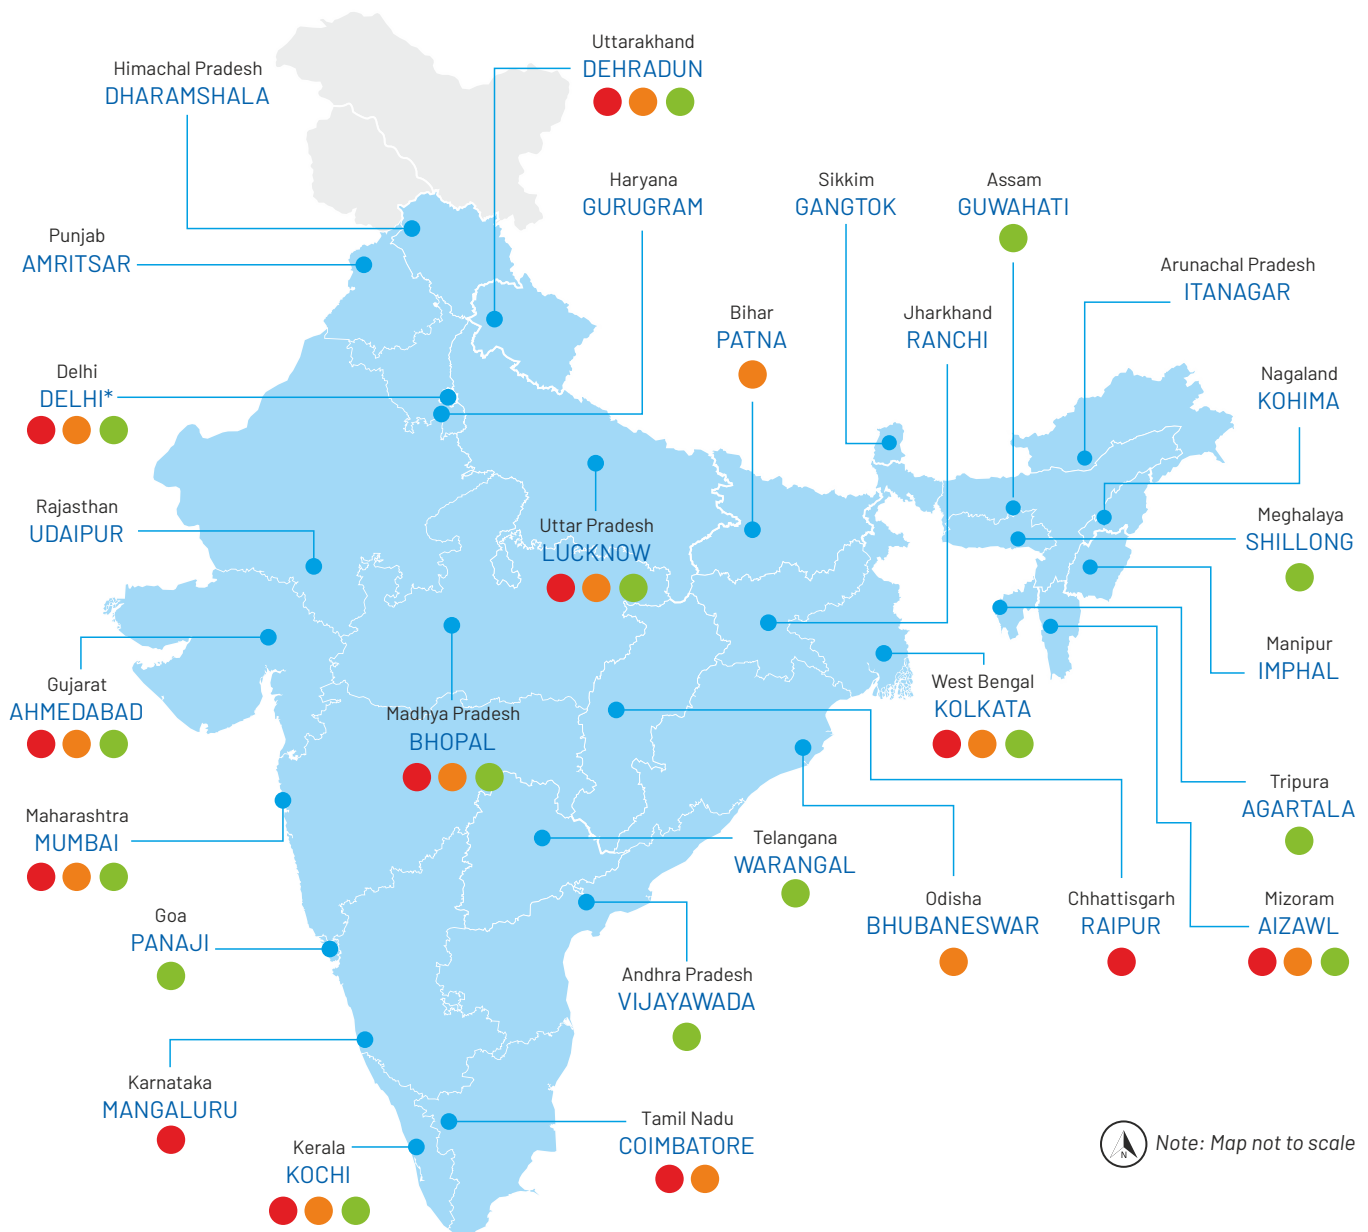 Uttarakhand
DEHRADUN
Himachal Pradesh
DHARAMSHALA
Haryana
GURUGRAM
Sikkim
GANGTOK
Assam
GUWAHATI
Punjab
AMRITSAR
Arunachal Pradesh
ITANAGAR
Bihar
PATNA
Jharkhand
RANCHI
Delhi
DELHI*
Nagaland
KOHIMA
Rajasthan
UDAIPUR
Uttar Pradesh
LUCKNOW
Meghalaya
SHILLONG
Manipur
IMPHAL
Gujarat
AHMEDABAD
Madhya Pradesh
BHOPAL
West Bengal
KOLKATA
Tripura
AGARTALA
Maharashtra
MUMBAI
Telangana
WARANGAL
Odisha
BHUBANESWAR
Chhattisgarh
RAIPUR
Mizoram
AIZAWL
Goa
PANAJI
Andhra Pradesh
VIJAYAWADA
Karnataka
MANGALURU
Kerala
KOCHI
Tamil Nadu
COIMBATORE
N
Note: Map not to scale